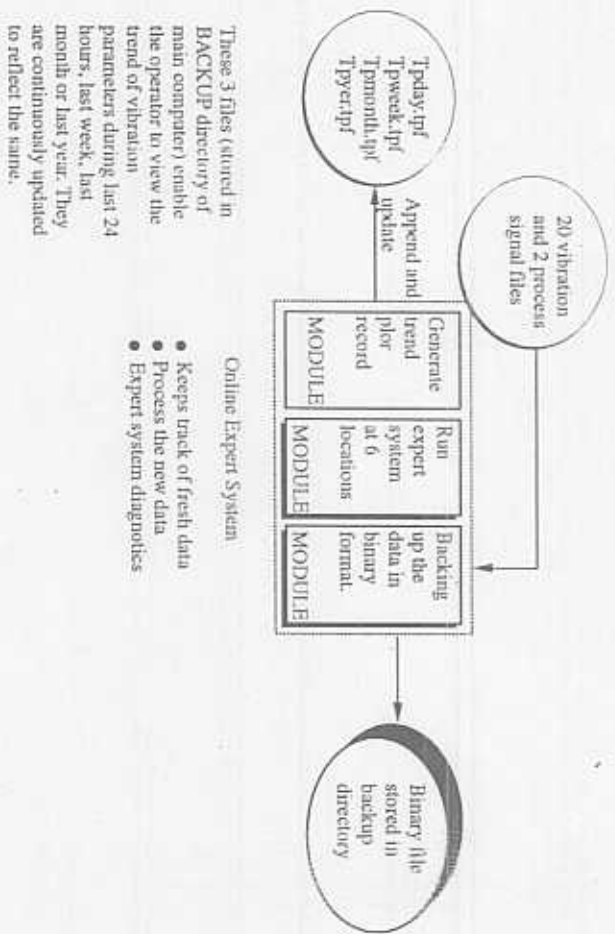 20 vibration
and 2 process
signal files
Tpday.tpf
Tpweek.tpf
Tpmonth.tpf
Tpyer.tpf
Append and
update
Generate
trend
plor
record
MODULE
Run
expert
system
at 6
locations
MODULE
Backing
up the
data in
binary
format.
MODULE
Binary file
stored in
backup
directory
These 3 files (stored in
BACKUP directory of
main computer) enable
the operator to view the
trend of vibration
parameters during last 24
hours, last week, last
month or last year. They
are continuously updated
to reflect the same.
Online Expert System
● Keeps track of fresh data
● Process the new data
● Expert system diagnotics